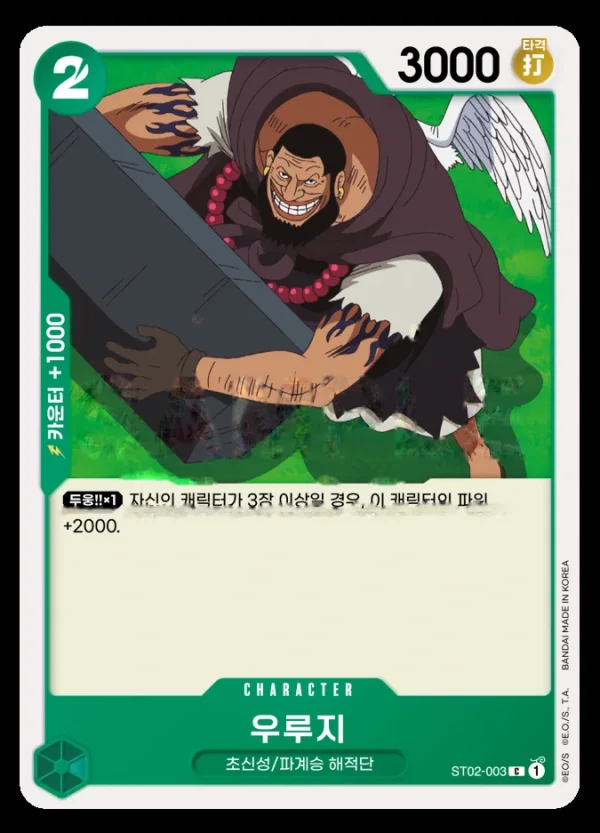 2
3000
타격
打
⚡카운터 +1000
두웅!!×1 자신의 캐릭터가 3장 이상일 경우, 이 캐릭터의 파워
+2000.
CHARACTER
우루지
초신성/파계승 해적단
ST02-003 C 1
©EO/S ©E.O./S., T.A. BANDAI MADE IN KOREA